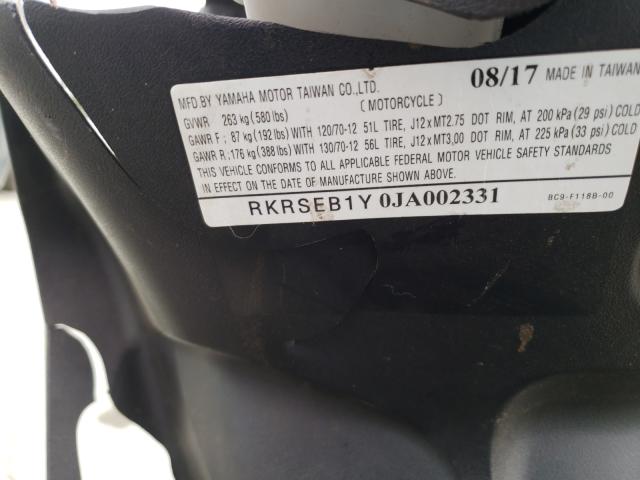 MFD BY YAMAHA MOTOR TAIWAN CO.,LTD. 08/17 MADE IN TAIWAN
GVWR 263 kg (580 lbs) (MOTORCYCLE)
GAWR F : 87 kg (192 lbs) WITH 120/70-12 51L TIRE, J12 x MT2.75 DOT RIM, AT 200 kPa (29 psi) COLD
GAWR R : 176 kg (388 lbs) WITH 130/70-12 56L TIRE, J12 x MT3,00 DOT RIM, AT 225 kPa (33 psi) COLD
THIS VEHICLE CONFORMS TO ALL APPLICABLE FEDERAL MOTOR VEHICLE SAFETY STANDARDS
IN EFFECT ON THE DATE OF MANUFACTURE SHOWN ABOVE.
RKRSEB1Y0JA002331 BC9-F118B-00